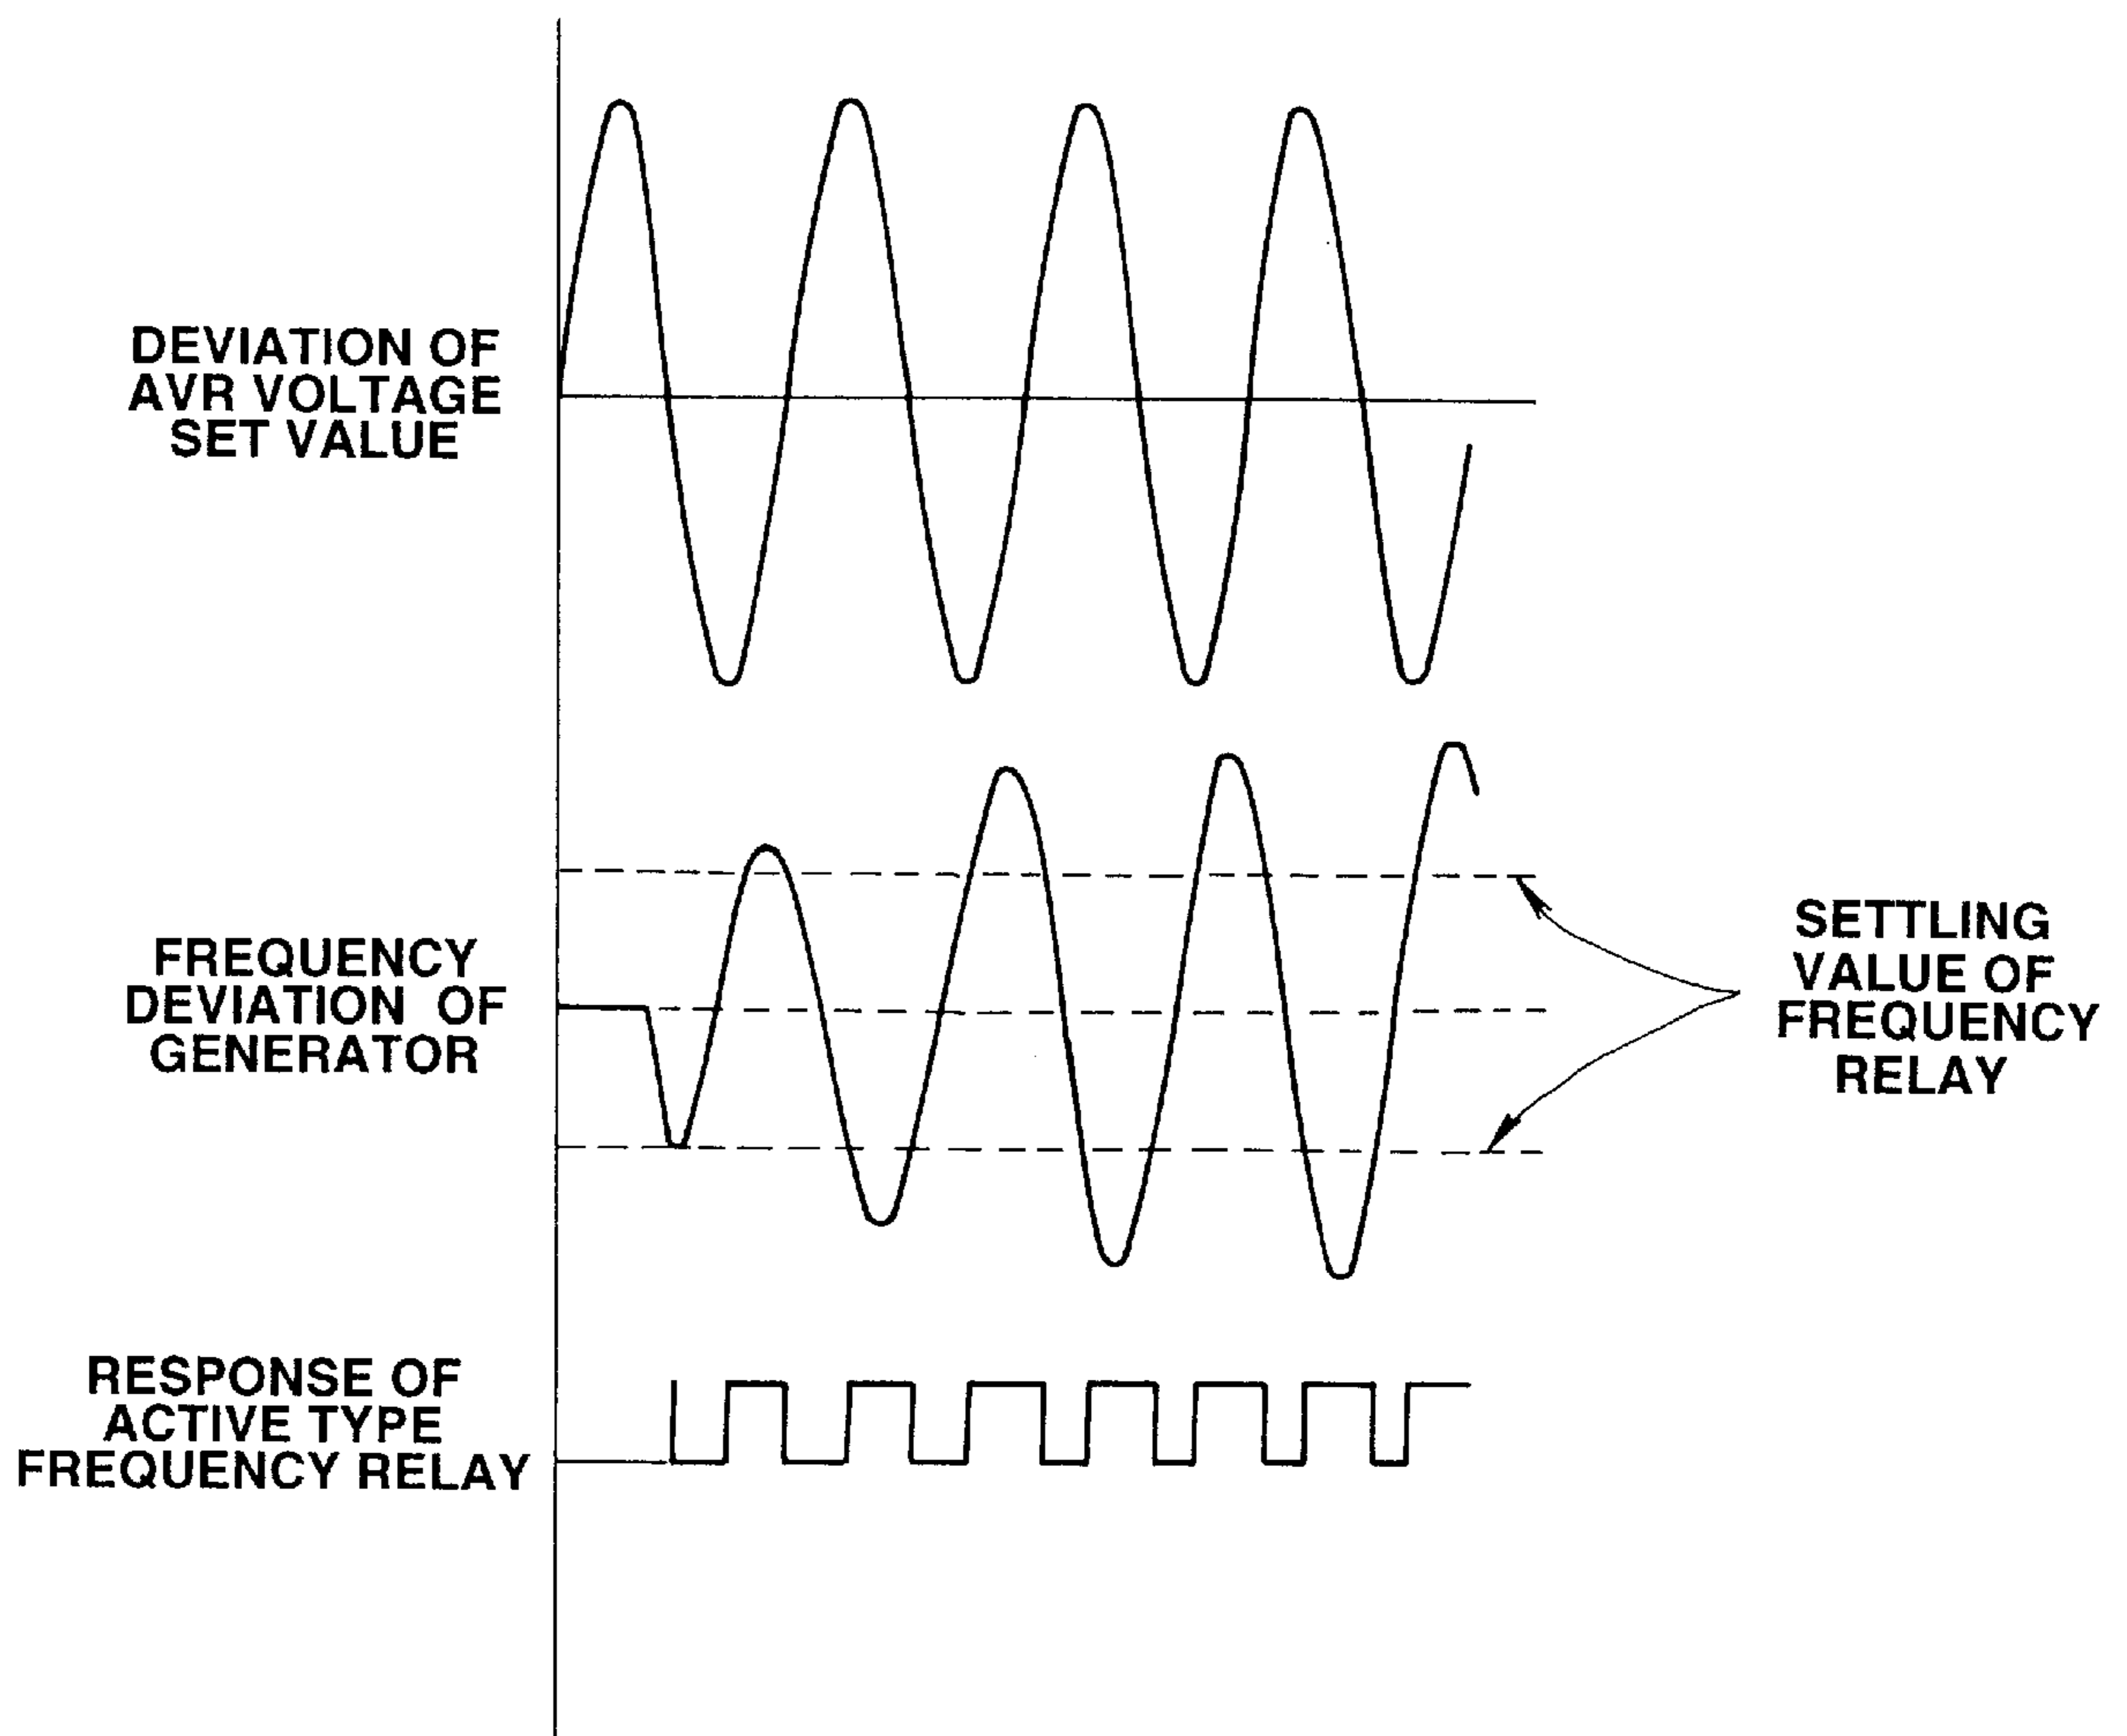 DEVIATION OF
AVR VOLTAGE
SET VALUE
FREQUENCY
DEVIATION OF
GENERATOR
SETTLING
VALUE OF
FREQUENCY
RELAY
RESPONSE OF
ACTIVE TYPE
FREQUENCY RELAY